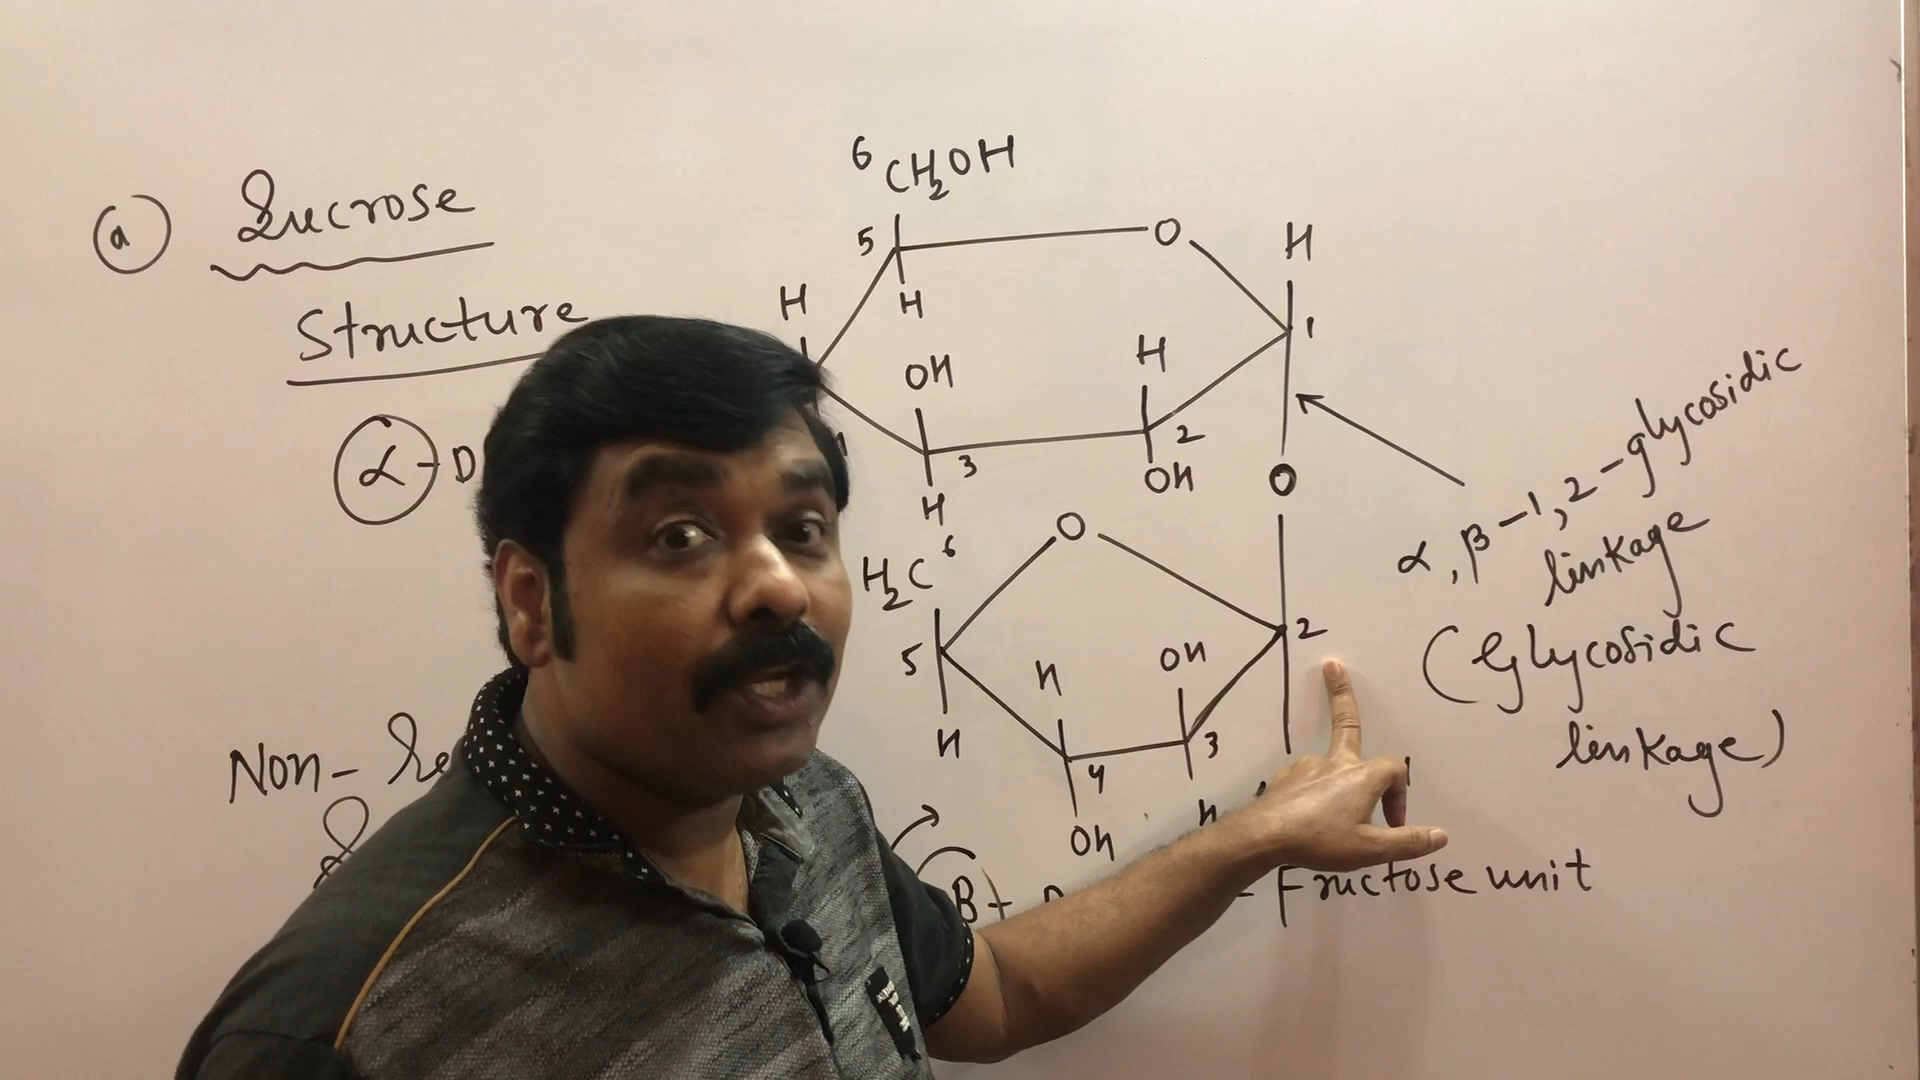 a Sucrose
Structure
α-D
Non-
6 CH2OH
5 O H
H H 1
OH H
3 2
H OH
O
H2C 6 O
5 2
H H OH
4 3
OH H
β- D - Fructose unit
α, β-1,2-glycosidic
linkage
(Glycosidic
linkage)